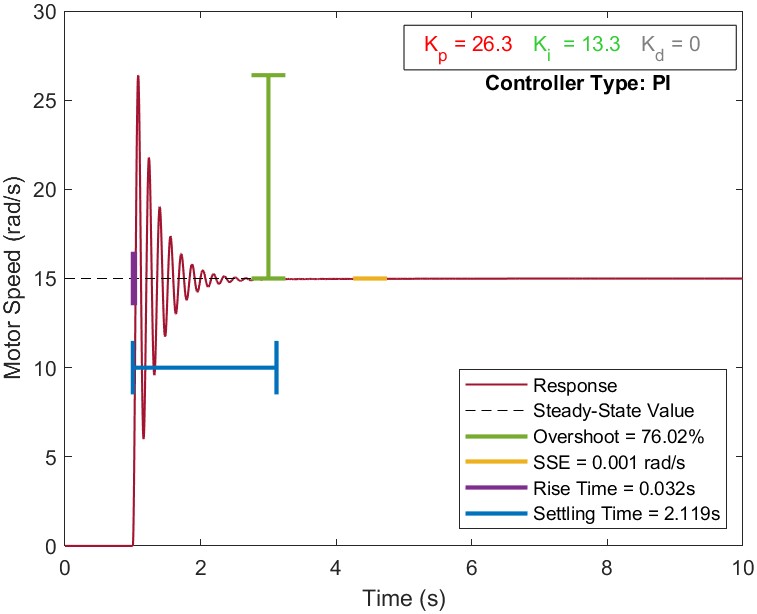 30
25
20
15
10
5
0
Motor Speed (rad/s)
0 2 4 6 8 10
Time (s)
Kp = 26.3 Ki = 13.3 Kd = 0
Controller Type: PI
Response
Steady-State Value
Overshoot = 76.02%
SSE = 0.001 rad/s
Rise Time = 0.032s
Settling Time = 2.119s